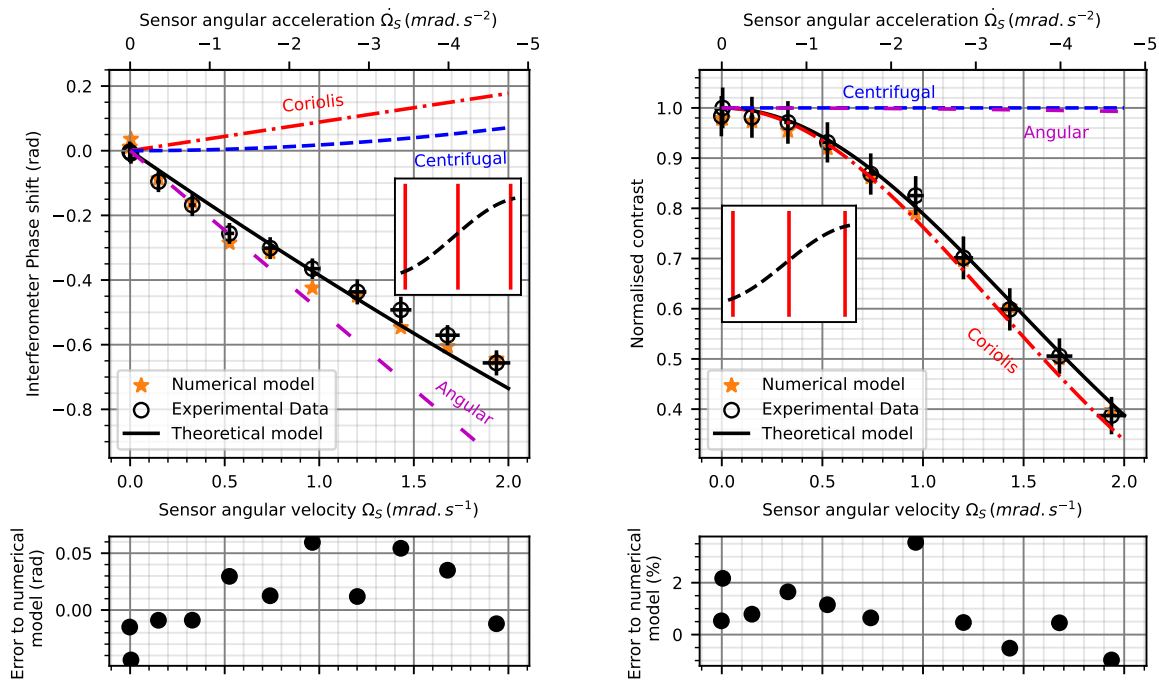 Sensor angular acceleration Ω̇_S (mrad.s⁻²)
0 −1 −2 −3 −4 −5
Interferometer Phase shift (rad)
0.2
0.0
−0.2
−0.4
−0.6
−0.8
Coriolis
Centrifugal
Angular
Numerical model
Experimental Data
Theoretical model
0.0 0.5 1.0 1.5 2.0
Sensor angular velocity Ω_S (mrad.s⁻¹)
Error to numerical
model (rad)
0.05
0.00
Sensor angular acceleration Ω̇_S (mrad.s⁻²)
0 −1 −2 −3 −4 −5
Normalised contrast
1.0
0.9
0.8
0.7
0.6
0.5
0.4
Centrifugal
Angular
Coriolis
Numerical model
Experimental Data
Theoretical model
0.0 0.5 1.0 1.5 2.0
Sensor angular velocity Ω_S (mrad.s⁻¹)
Error to numerical
model (%)
2
0